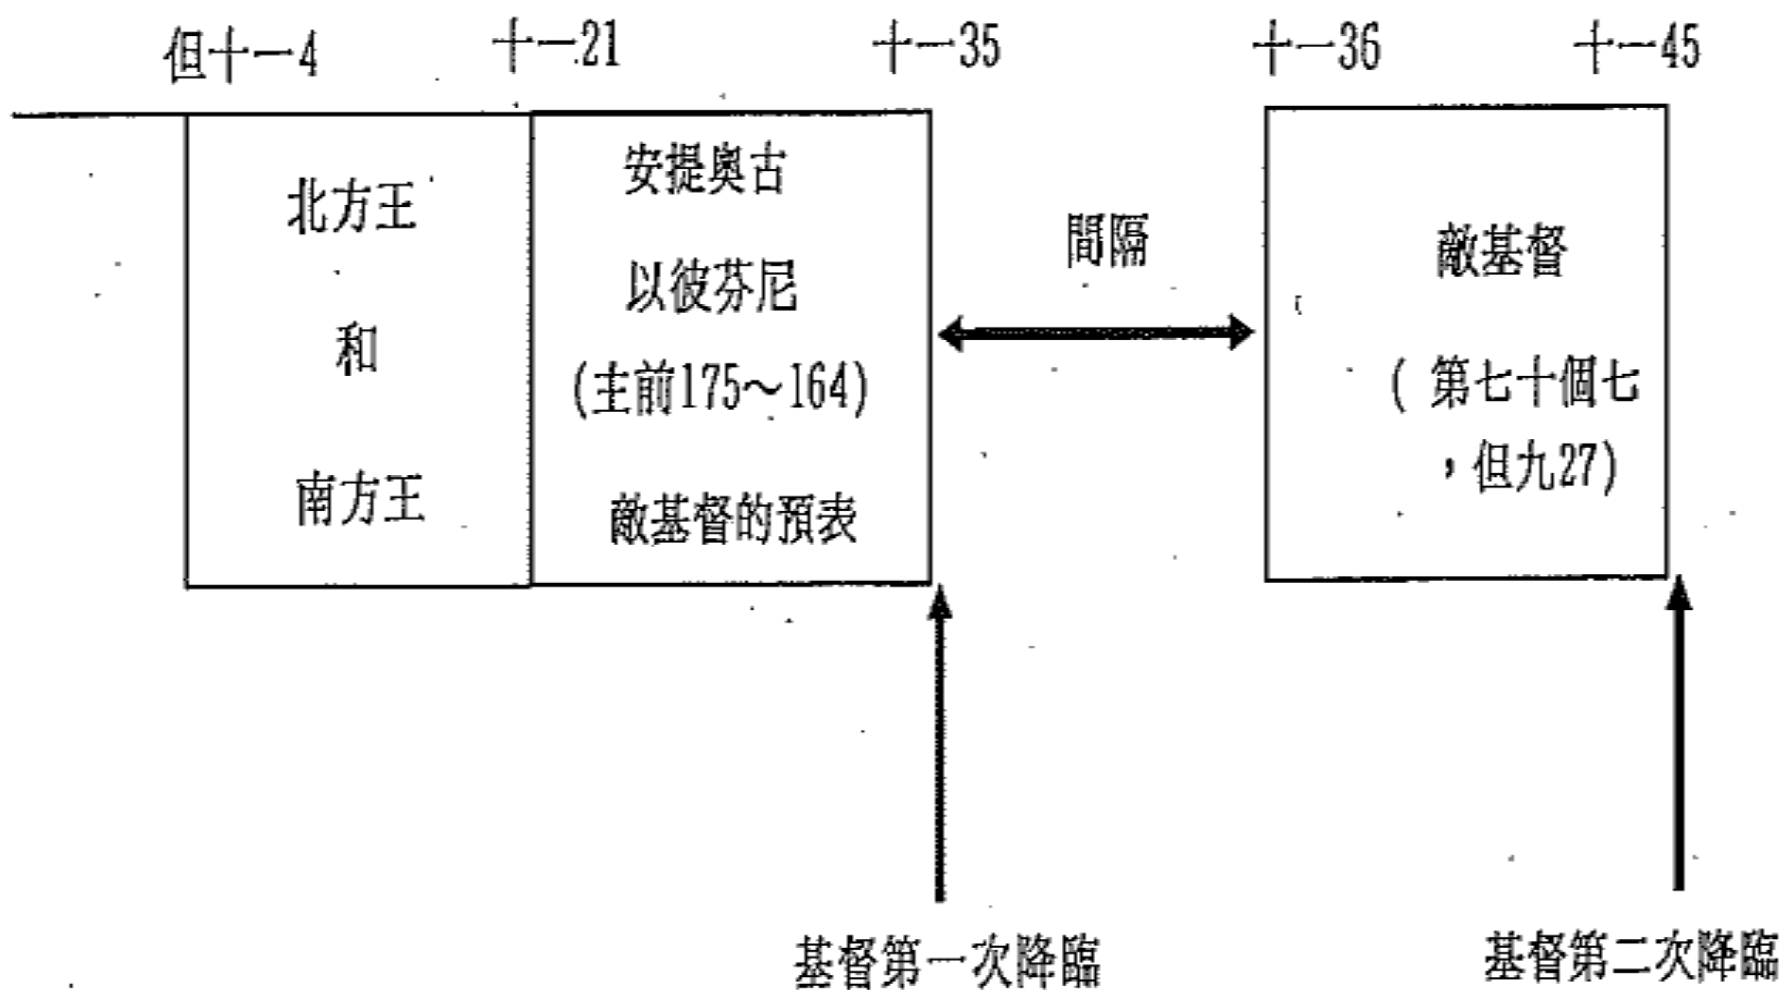 但十一4 十一21 十一35 十一36 十一45
北方王
和
南方王
安提奧古
以彼芬尼
(主前175～164)
敵基督的預表
間隔
敵基督
( 第七十個七
，但九27)
基督第一次降臨
基督第二次降臨